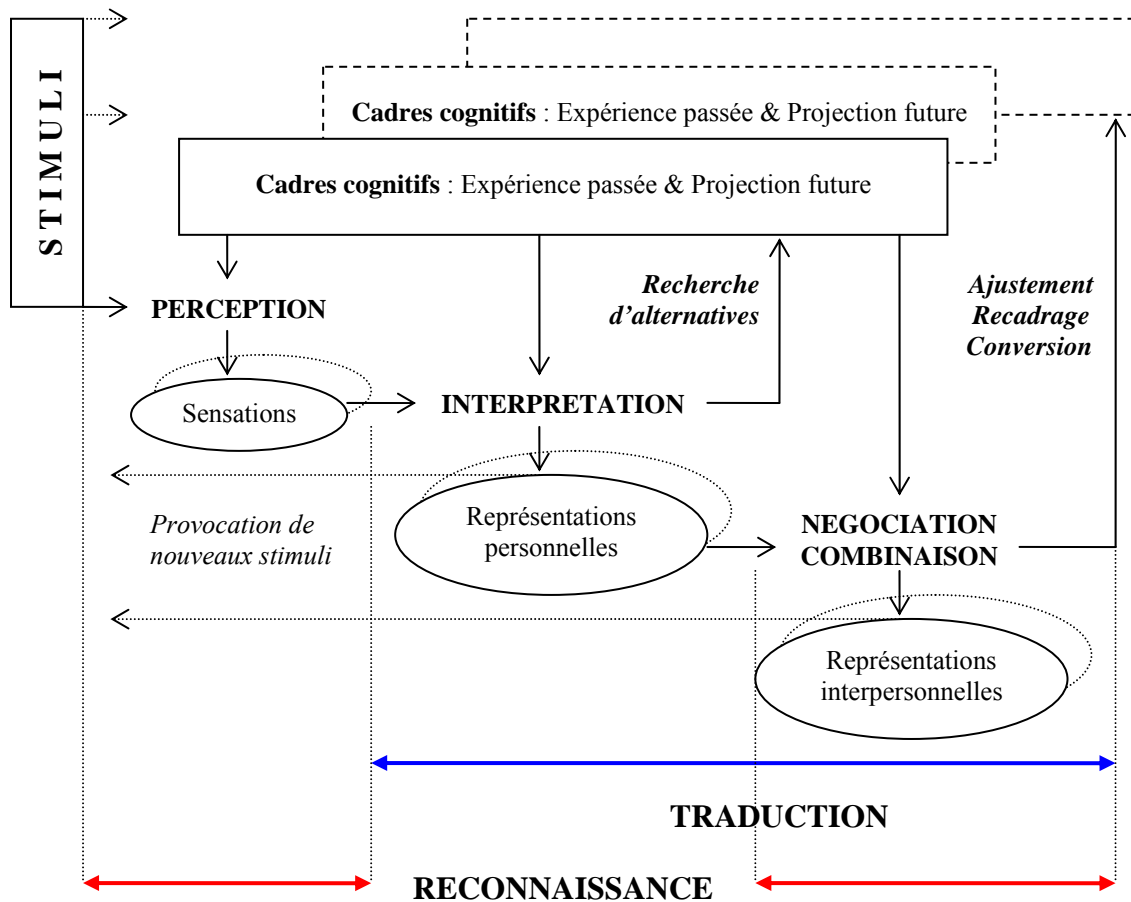 STIMULI
Cadres cognitifs : Expérience passée & Projection future
Cadres cognitifs : Expérience passée & Projection future
Recherche
d'alternatives
Ajustement
Recadrage
Conversion
PERCEPTION
Sensations
INTERPRETATION
Représentations
personnelles
Provocation de
nouveaux stimuli
NEGOCIATION
COMBINAISON
Représentations
interpersonnelles
TRADUCTION
RECONNAISSANCE